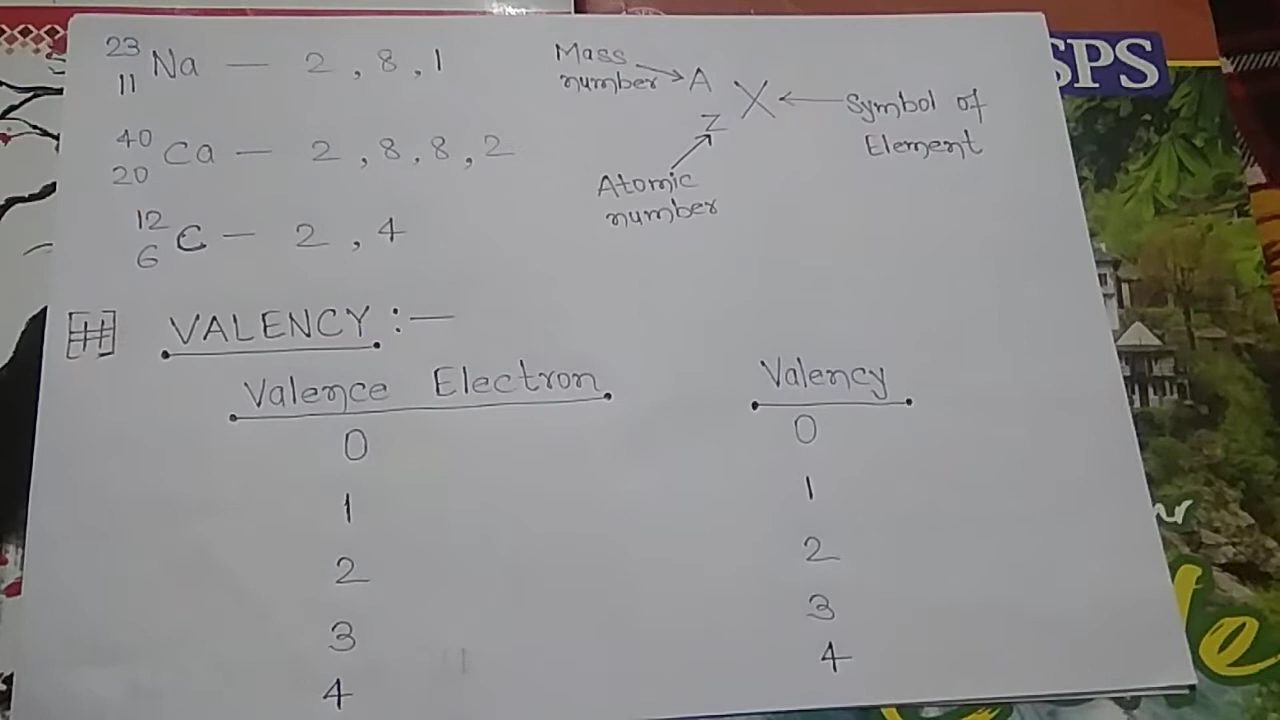 23
11 Na — 2 , 8 , 1
40
20 Ca — 2 , 8 , 8 , 2
12
6 C — 2 , 4
Mass
number → A
X ← Symbol of
Element
Z
Atomic
number
[#] VALENCY :—
Valence Electron Valency
0 0
1 1
2 2
3 3
4 4
SPS